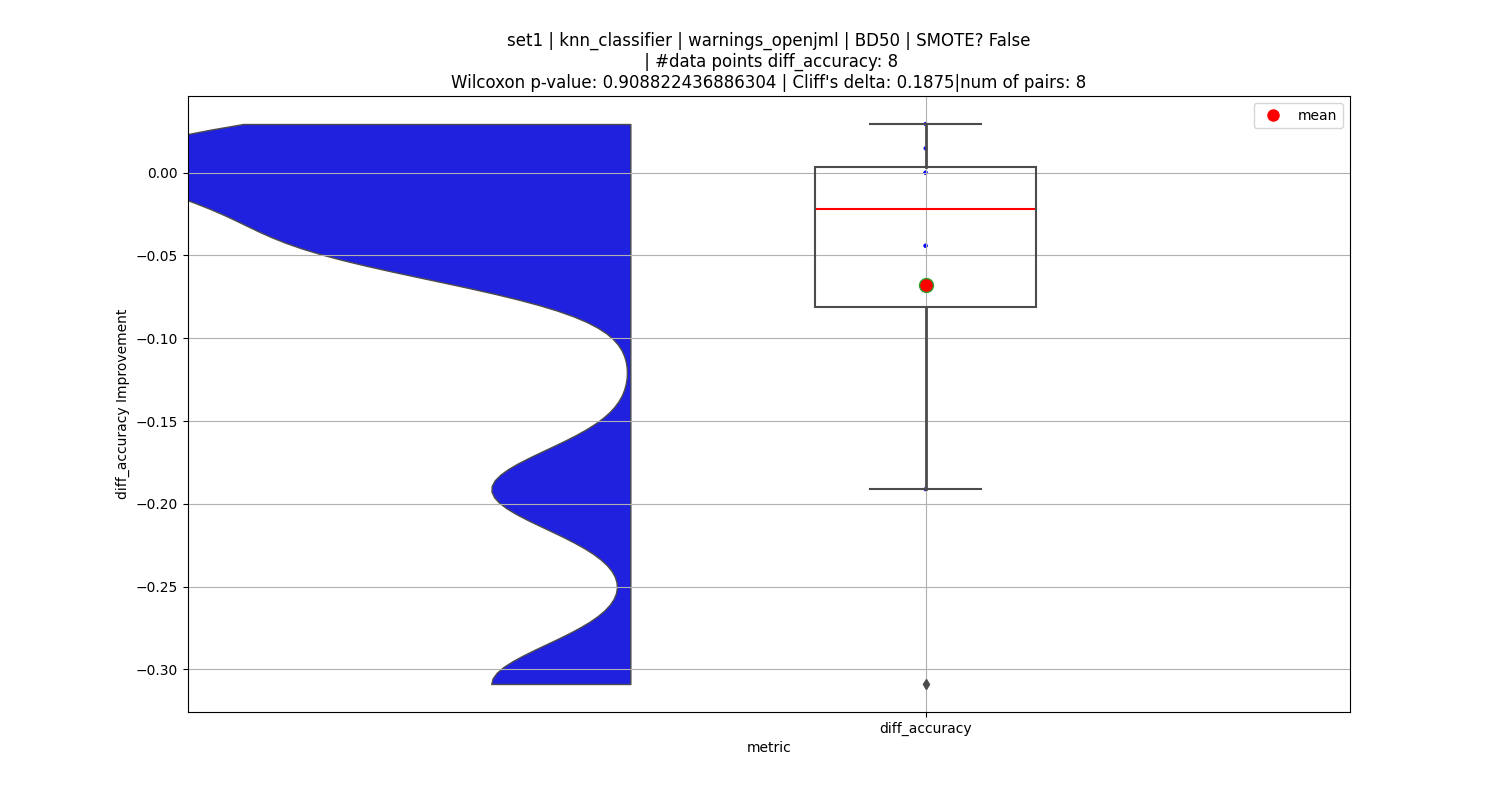 set1 | knn_classifier | warnings_openjml | BD50 | SMOTE? False
| #data points diff_accuracy: 8
Wilcoxon p-value: 0.908822436886304 | Cliff's delta: 0.1875|num of pairs: 8
mean
0.00
−0.05
−0.10
−0.15
−0.20
−0.25
−0.30
diff_accuracy Improvement
diff_accuracy
metric